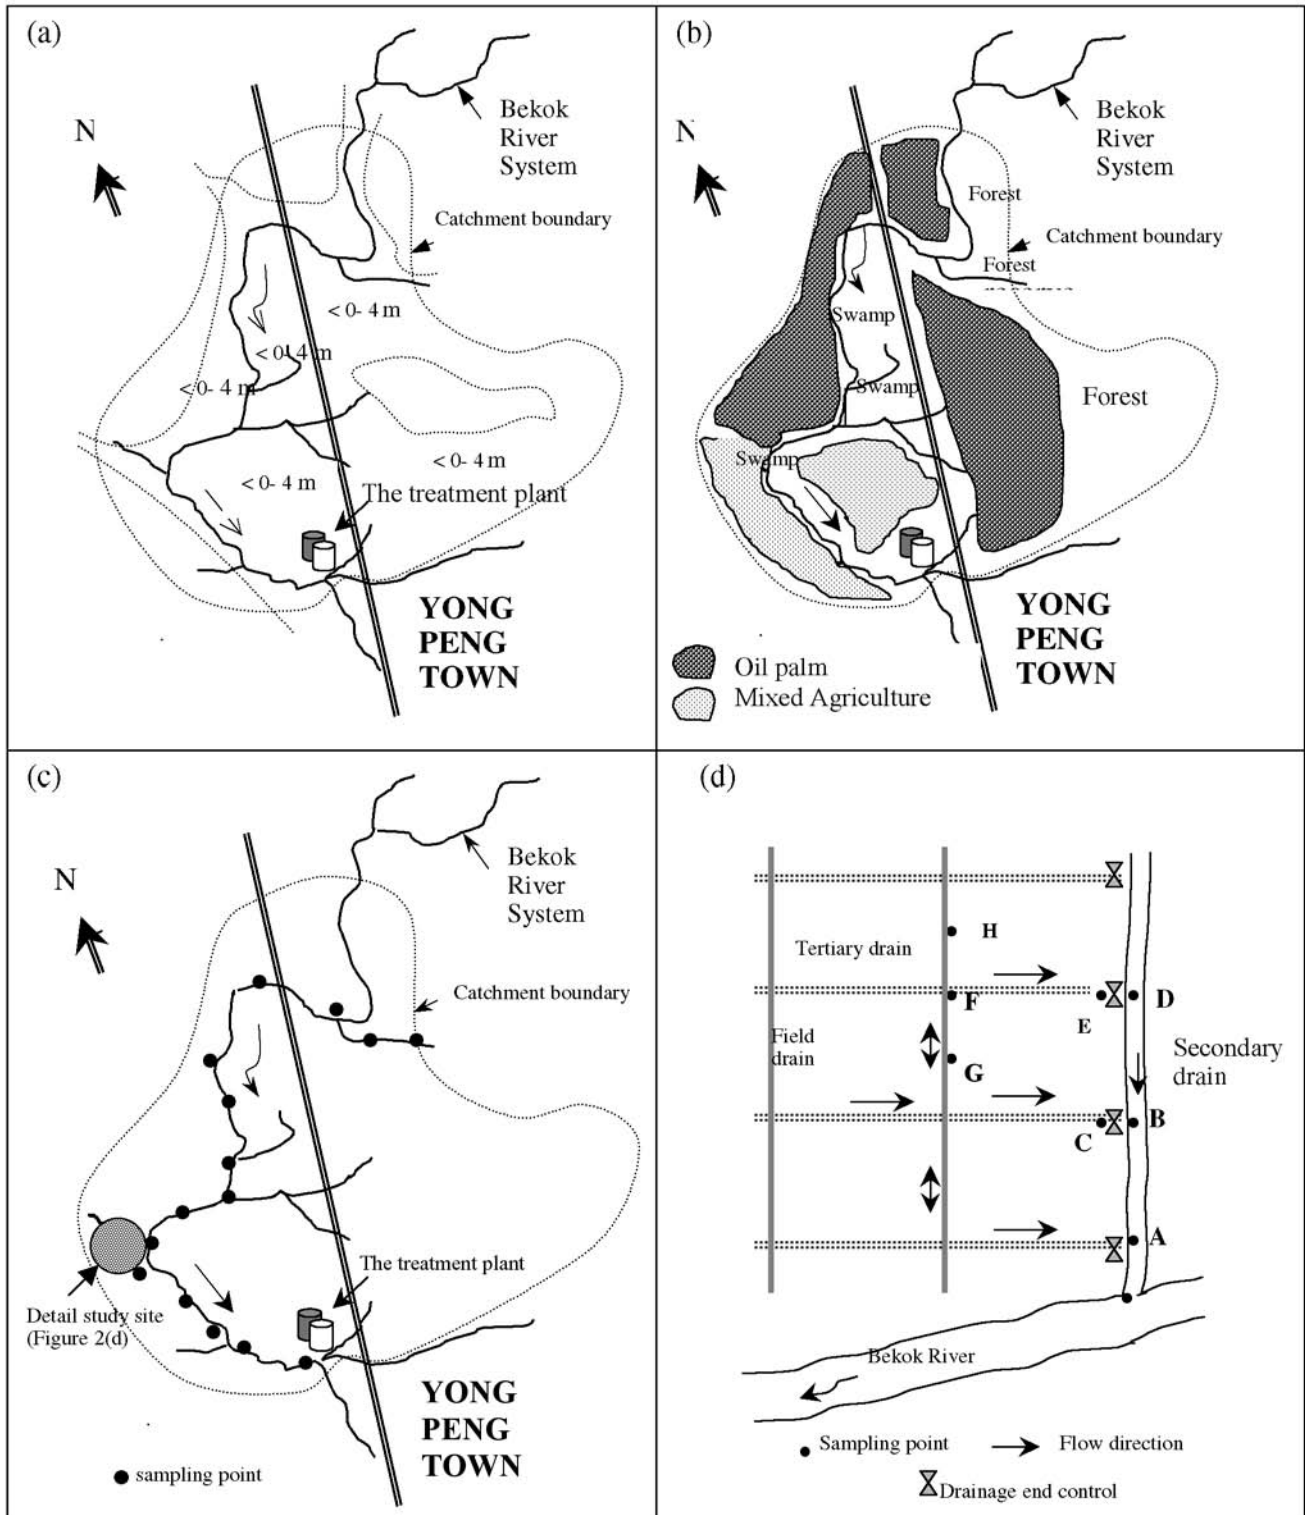 (a)
N
Bekok
River
System
Catchment boundary
< 0- 4 m
< 0- 4 m
< 0- 4 m
< 0- 4 m
< 0- 4 m
The treatment plant
YONG
PENG
TOWN
(b)
N
Bekok
River
System
Forest
Catchment boundary
Forest
Swamp
Swamp
Forest
Swamp
YONG
PENG
TOWN
Oil palm
Mixed Agriculture
(c)
N
Bekok
River
System
Catchment boundary
The treatment plant
Detail study site
(Figure 2(d)
YONG
PENG
TOWN
sampling point
(d)
H
Tertiary drain
F
E
D
Field
drain
G
Secondary
drain
C
B
A
Bekok River
Sampling point
Flow direction
Drainage end control